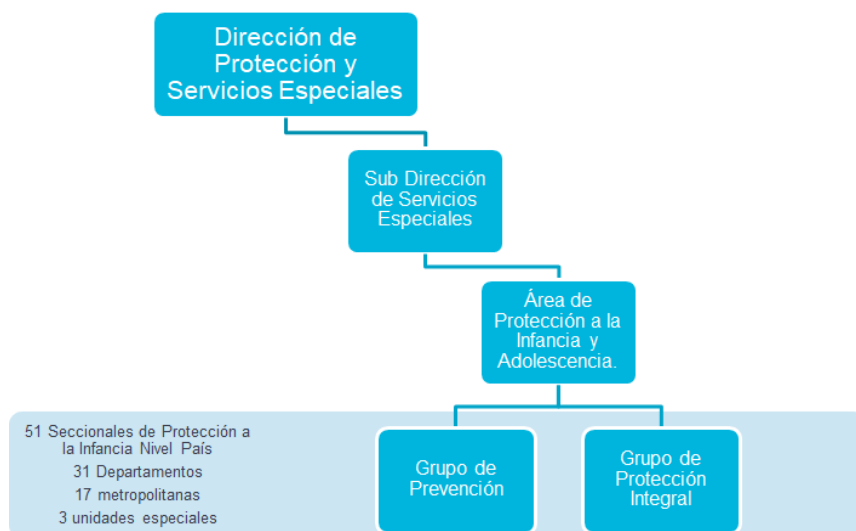 Dirección de
Protección y
Servicios Especiales
Sub Dirección
de Servicios
Especiales
Área de
Protección a la
Infancia y
Adolescencia.
51 Seccionales de Protección a
la Infancia Nivel País
31 Departamentos
17 metropolitanas
3 unidades especiales
Grupo de
Prevención
Grupo de
Protección
Integral